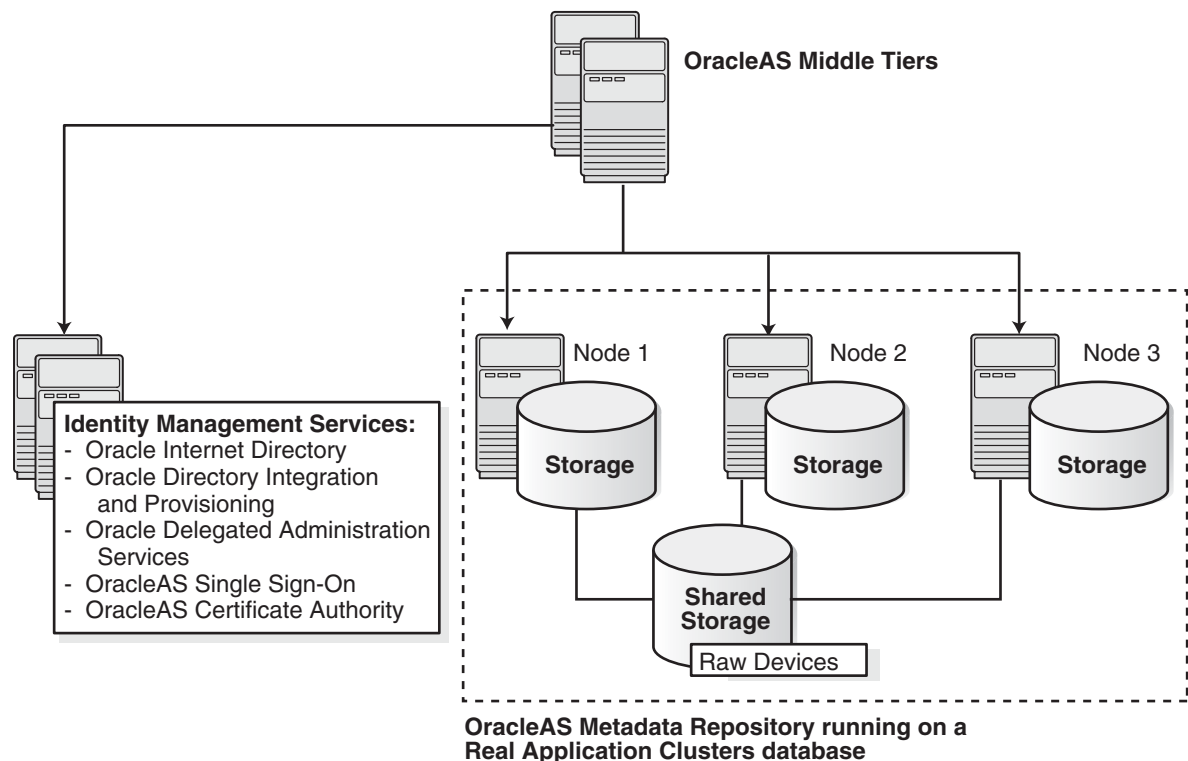 OracleAS Middle Tiers
Node 1
Node 2
Node 3
Storage
Storage
Storage
Identity Management Services:
- Oracle Internet Directory
- Oracle Directory Integration
and Provisioning
- Oracle Delegated Administration
Services
- OracleAS Single Sign-On
- OracleAS Certificate Authority
Shared
Storage
Raw Devices
OracleAS Metadata Repository running on a
Real Application Clusters database